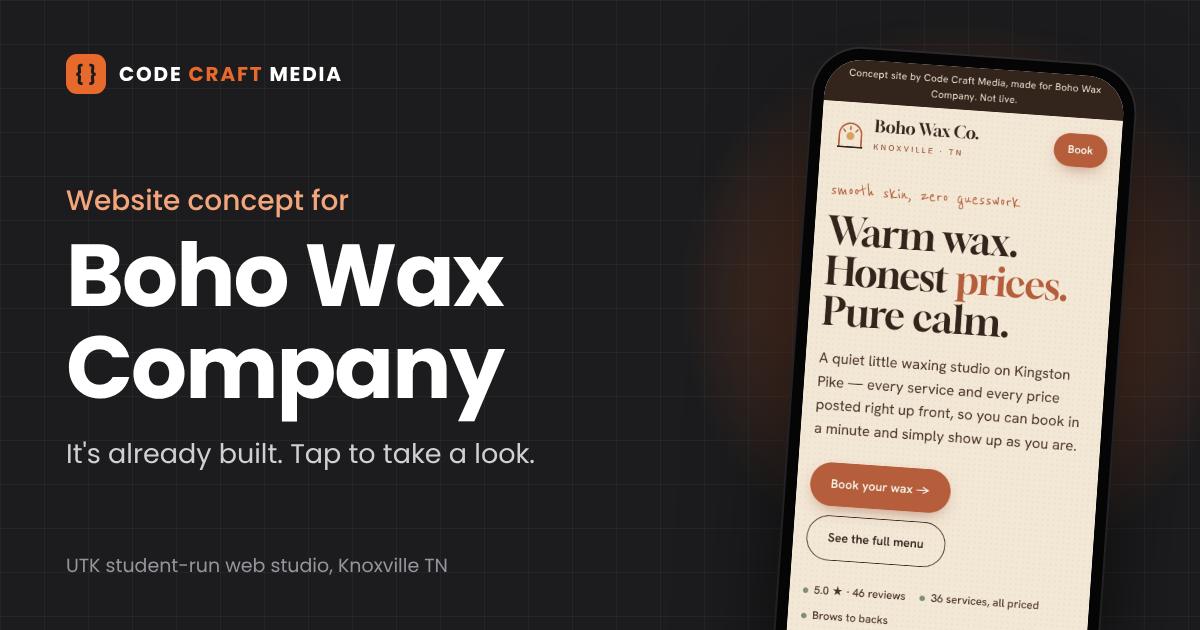 { }
CODE CRAFT MEDIA
Website concept for
Boho Wax
Company
It's already built. Tap to take a look.
UTK student-run web studio, Knoxville TN
Concept site by Code Craft Media, made for Boho Wax
Company. Not live.
Boho Wax Co.
KNOXVILLE · TN
Book
smooth skin, zero guesswork
Warm wax.
Honest prices.
Pure calm.
A quiet little waxing studio on Kingston
Pike — every service and every price
posted right up front, so you can book in
a minute and simply show up as you are.
Book your wax →
See the full menu
5.0 ★ · 46 reviews
36 services, all priced
Brows to backs